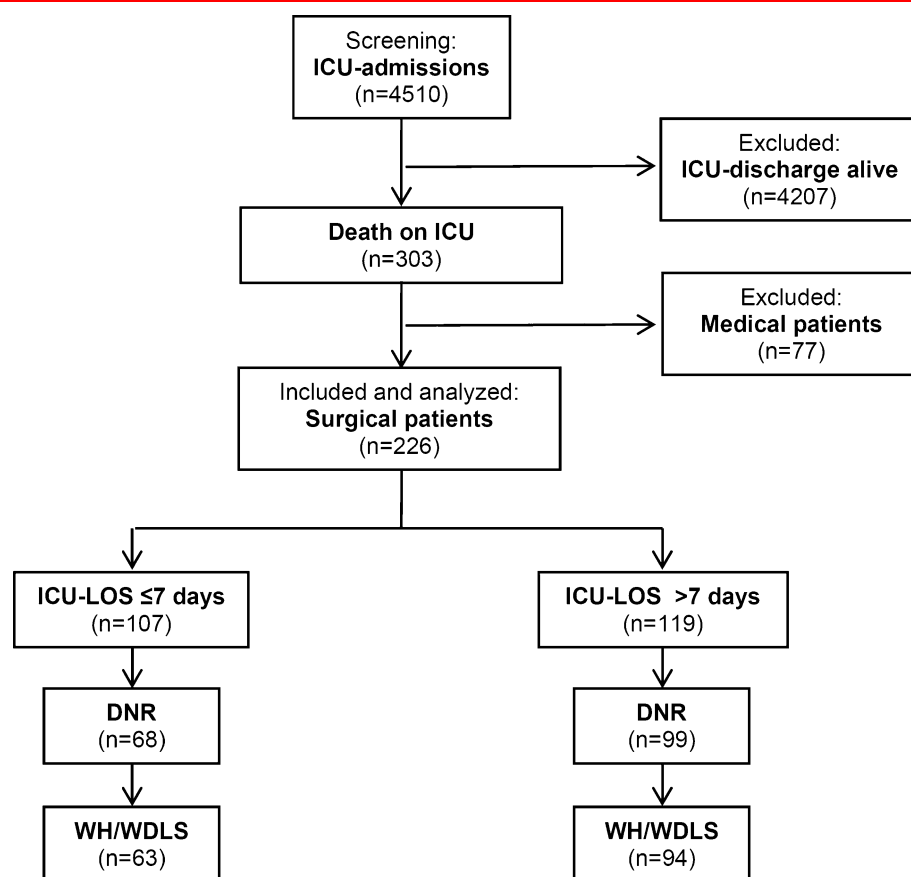 Screening:
ICU-admissions
(n=4510)
Excluded:
ICU-discharge alive
(n=4207)
Death on ICU
(n=303)
Excluded:
Medical patients
(n=77)
Included and analyzed:
Surgical patients
(n=226)
ICU-LOS ≤7 days
(n=107)
ICU-LOS >7 days
(n=119)
DNR
(n=68)
DNR
(n=99)
WH/WDLS
(n=63)
WH/WDLS
(n=94)